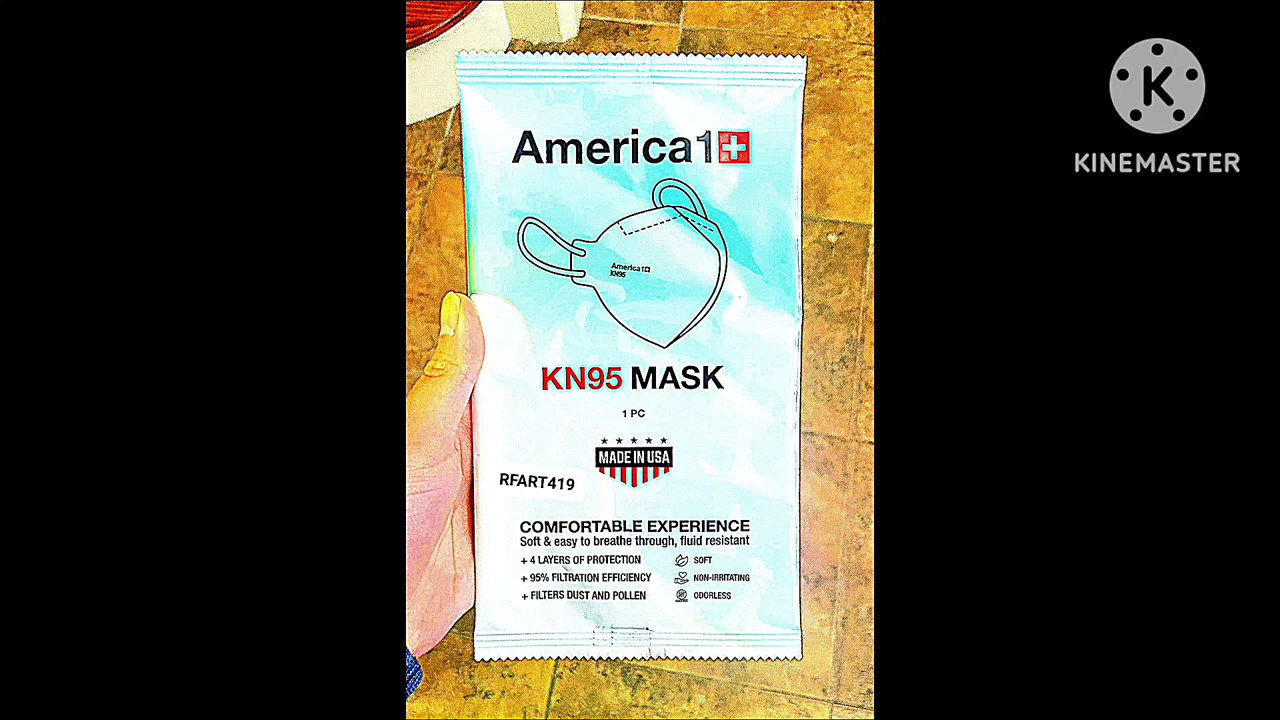 America1
KINEMASTER
America1
KN95
KN95 MASK
1 PC
MADE IN USA
RFART419
COMFORTABLE EXPERIENCE
Soft & easy to breathe through, fluid resistant
+ 4 LAYERS OF PROTECTION
SOFT
+ 95% FILTRATION EFFICIENCY
NON-IRRITATING
+ FILTERS DUST AND POLLEN
ODORLESS